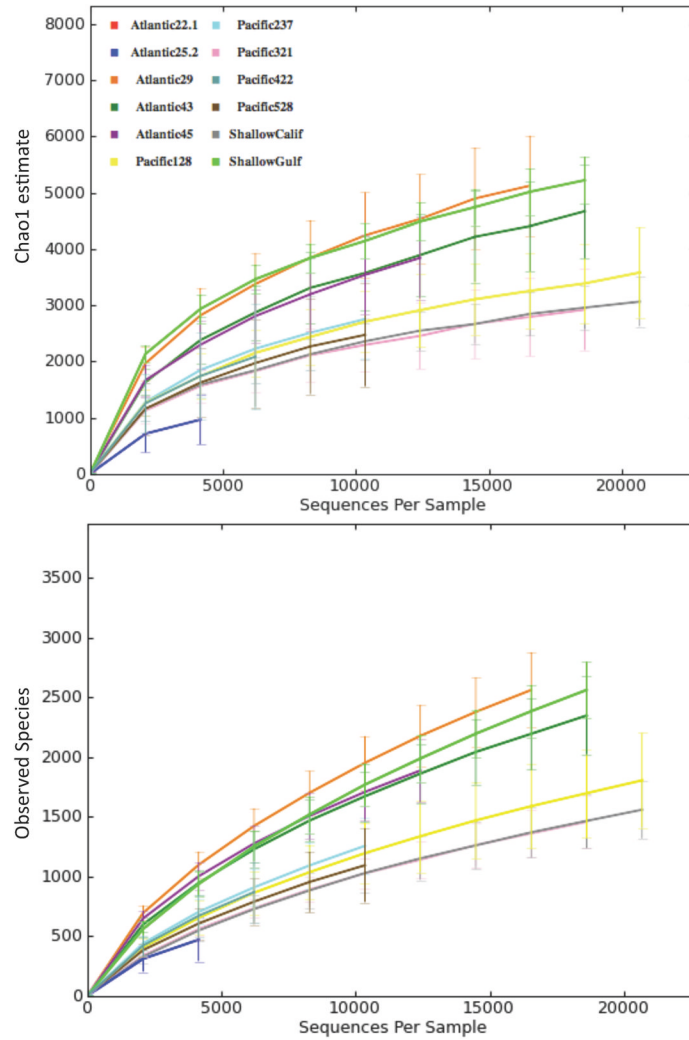 8000
7000
6000
5000
4000
3000
2000
1000
0
Chao1 estimate
Atlantic22.1 Pacific237
Atlantic25.2 Pacific321
Atlantic29 Pacific422
Atlantic43 Pacific528
Atlantic45 ShallowCalif
Pacific128 ShallowGulf
0 5000 10000 15000 20000
Sequences Per Sample
3500
3000
2500
2000
1500
1000
500
0
Observed Species
0 5000 10000 15000 20000
Sequences Per Sample